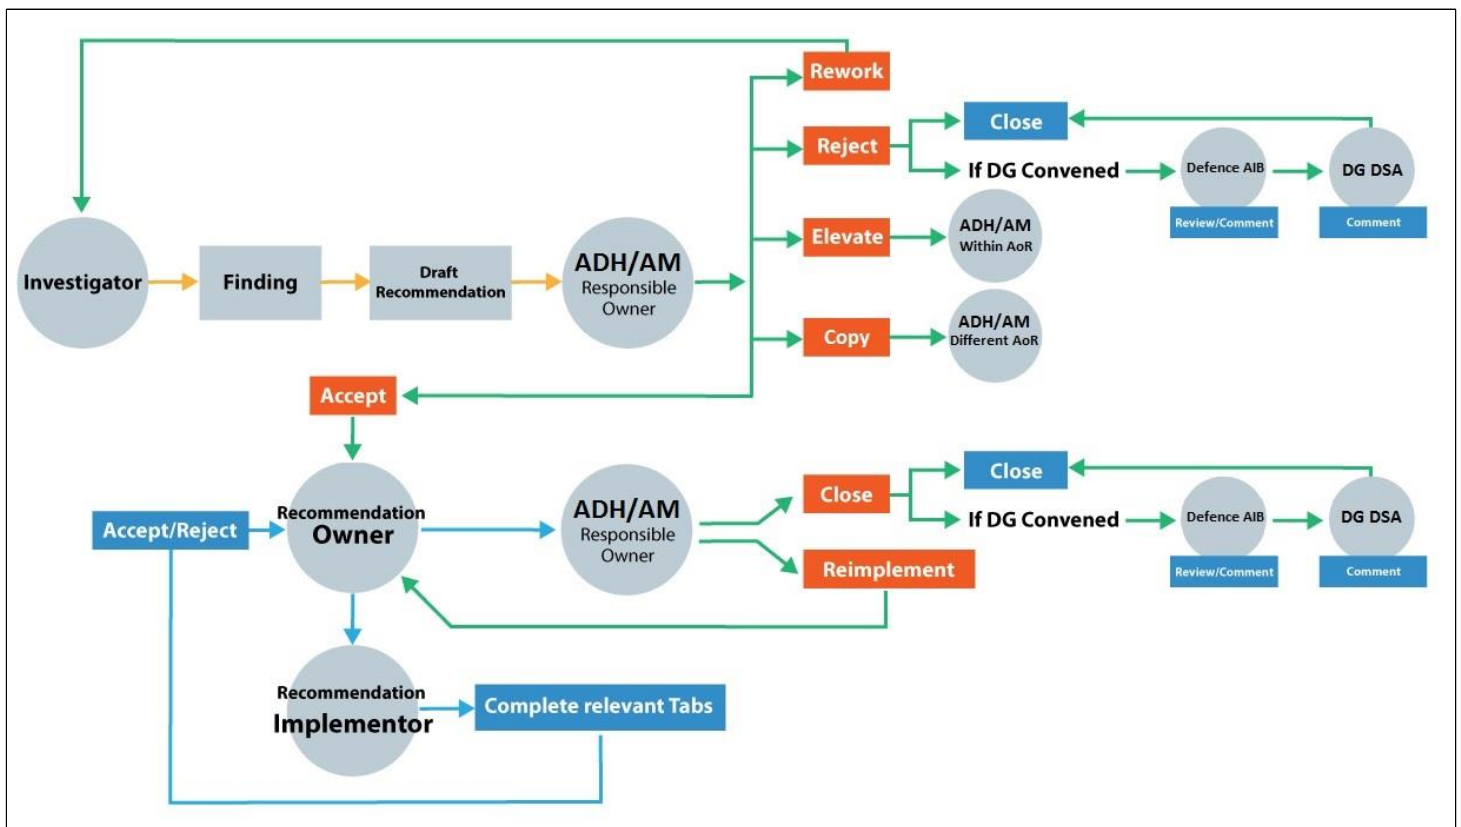 Rework
Close
Reject
If DG Convened
Defence AIB
DG DSA
Review/Comment
Comment
Investigator
Finding
Draft
Recommendation
ADH/AM
Responsible
Owner
Elevate
ADH/AM
Within AoR
Copy
ADH/AM
Different AoR
Accept
Accept/Reject
Recommendation
Owner
ADH/AM
Responsible
Owner
Close
Close
If DG Convened
Defence AIB
DG DSA
Review/Comment
Comment
Reimplement
Recommendation
Implementor
Complete relevant Tabs